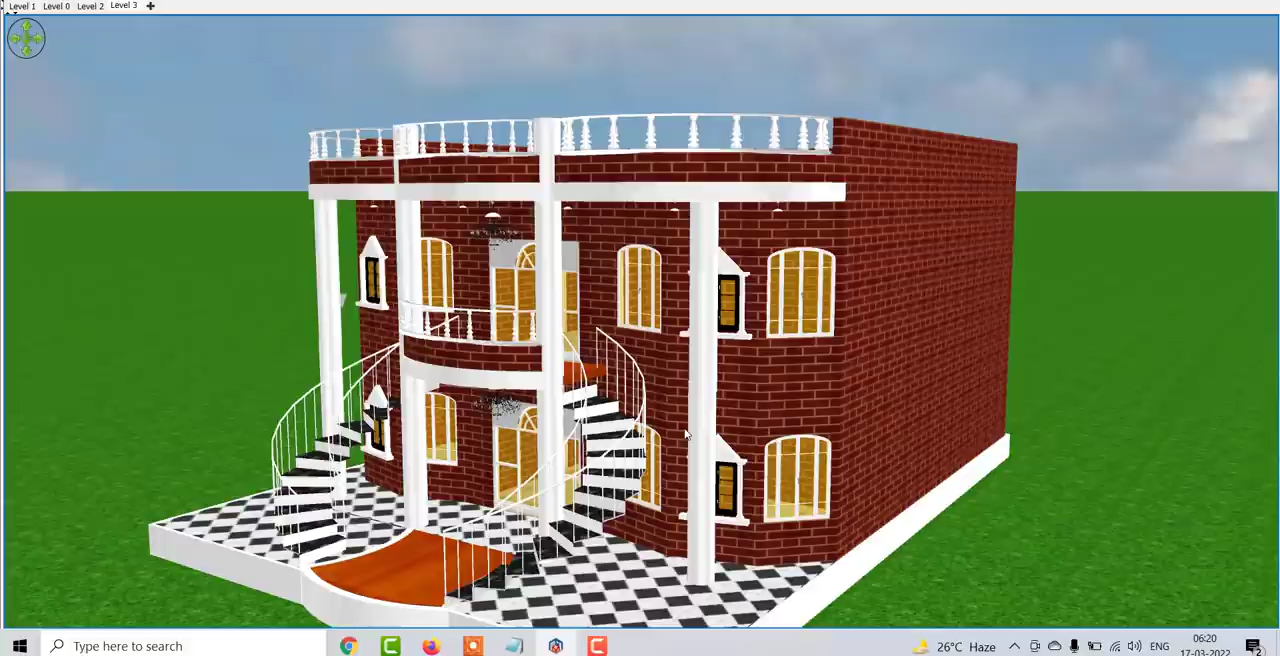 Level 1 Level 0 Level 2 Level 3
Type here to search
26°C Haze
ENG
06:20
17-03-2022
2